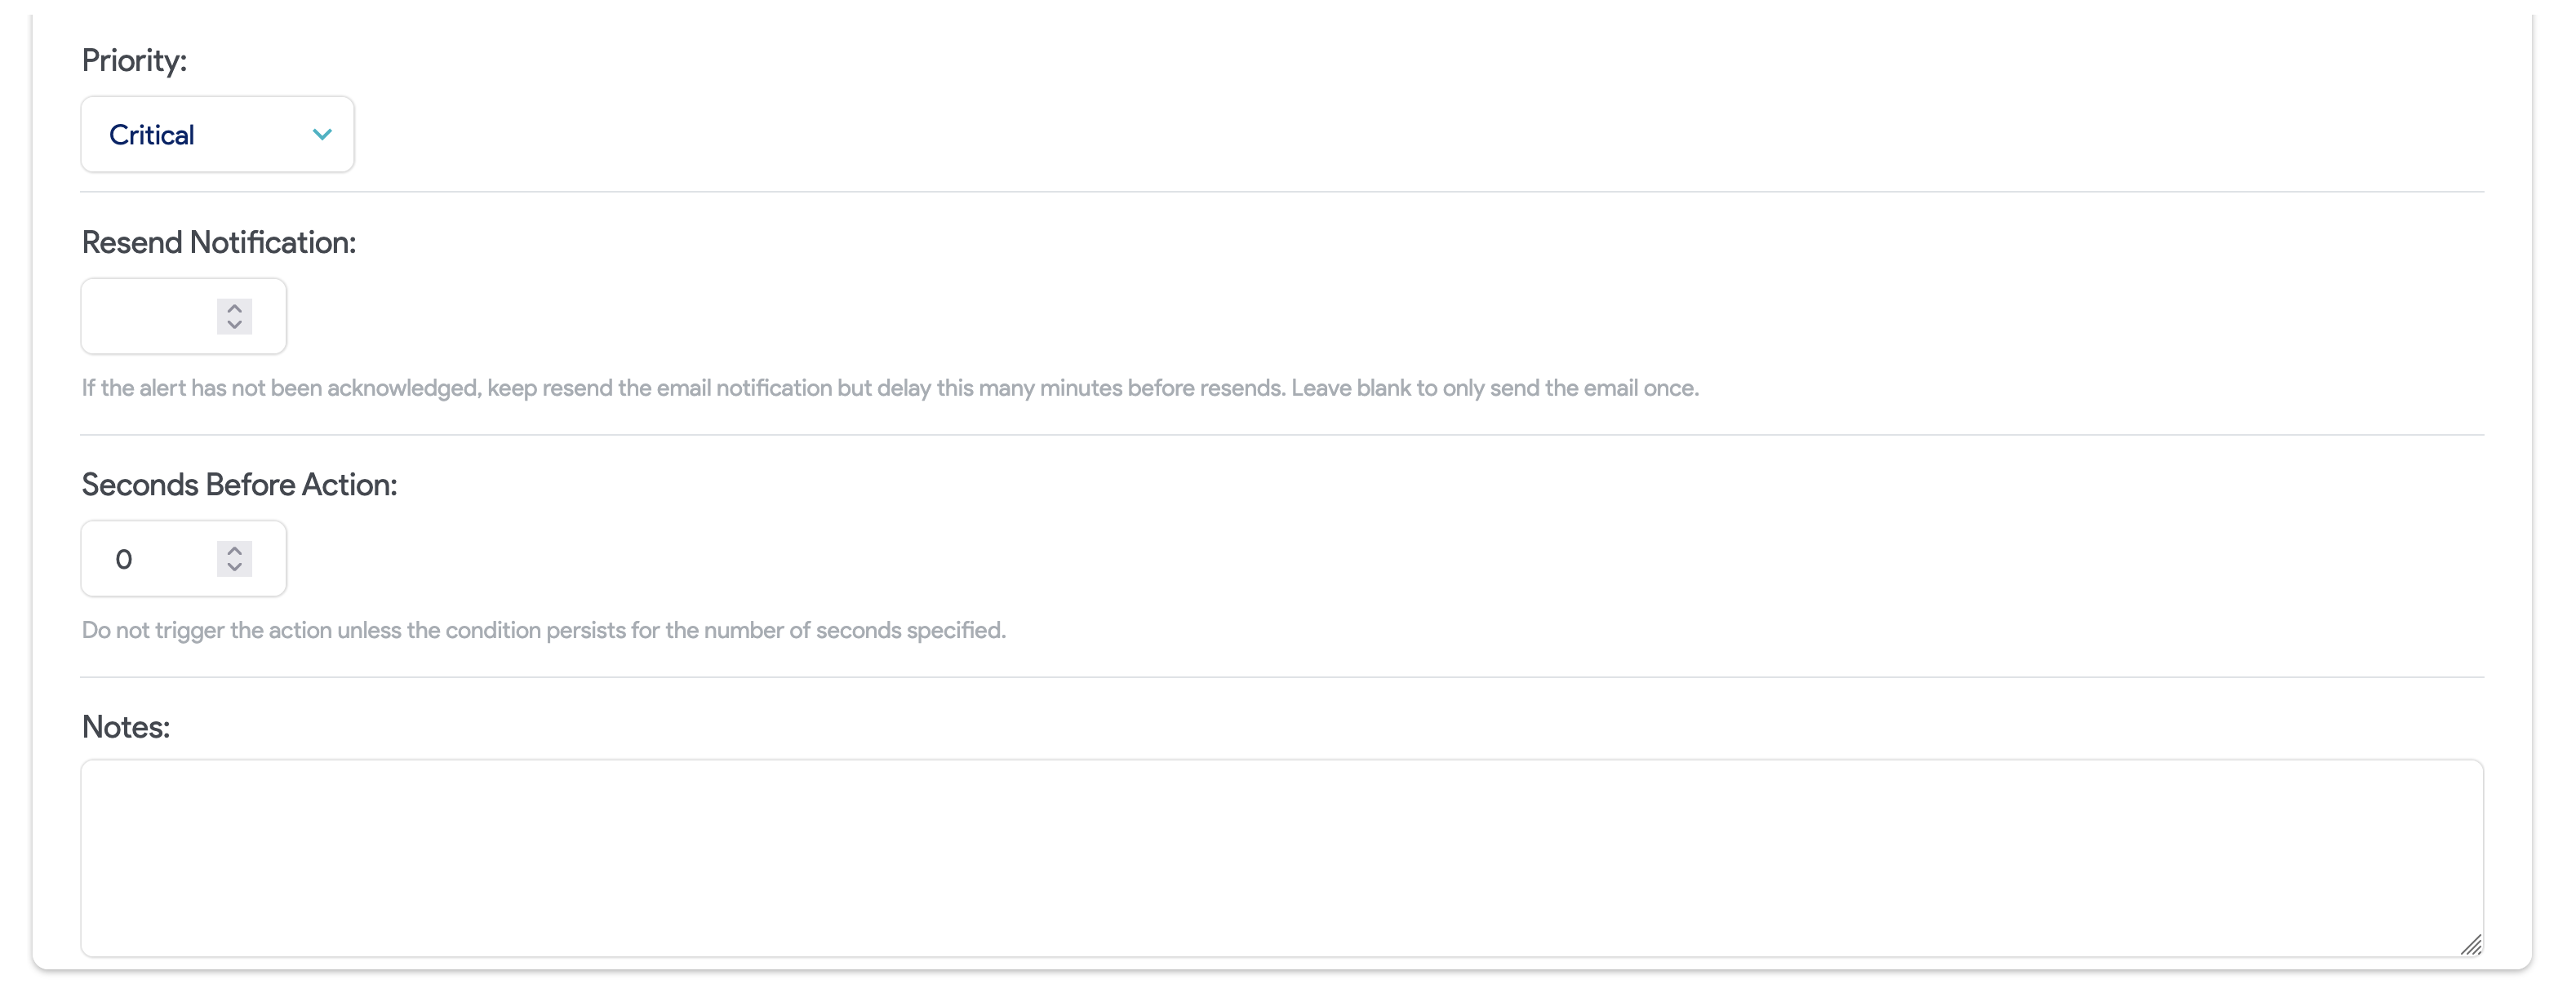 Priority:
Critical
Resend Notification:
If the alert has not been acknowledged, keep resend the email notification but delay this many minutes before resends. Leave blank to only send the email once.
Seconds Before Action:
0
Do not trigger the action unless the condition persists for the number of seconds specified.
Notes: